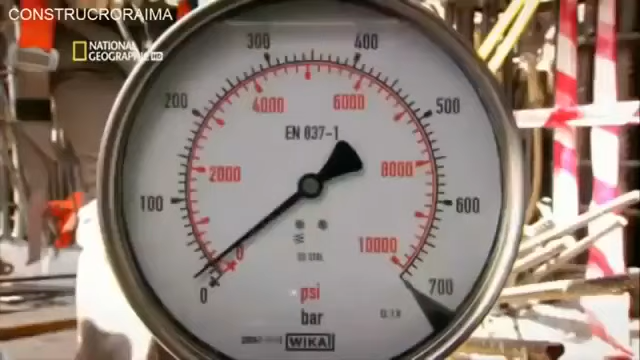 CONSTRUCRORAIMA
NATIONAL
GEOGRAPHIC HD
300
400
200
500
4000
6000
EN 837-1
2000
8000
100
600
0
10000
0
700
psi
bar
WIKA